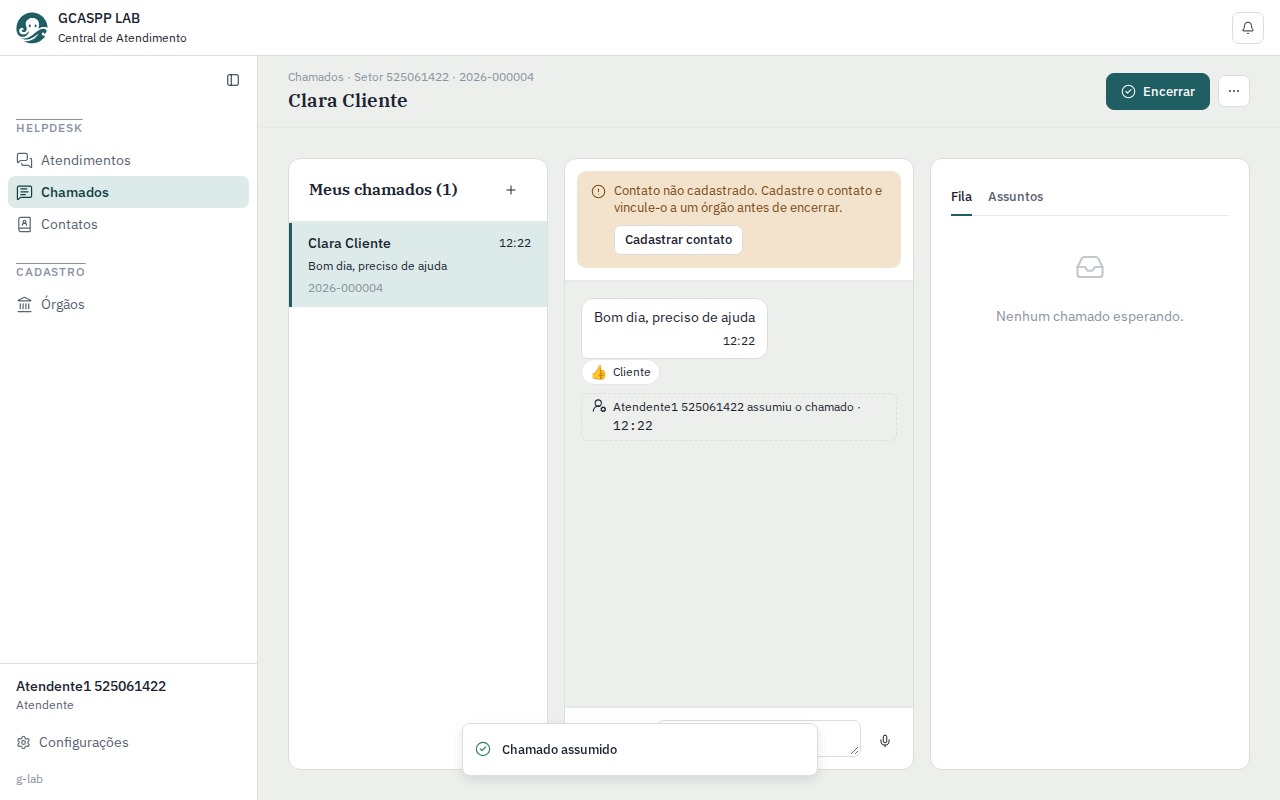 GCASPP LAB
Central de Atendimento
HELPDESK
Atendimentos
Chamados
Contatos
CADASTRO
Órgãos
Atendente1 525061422
Atendente
Configurações
g-lab
Chamados · Setor 525061422 · 2026-000004
Clara Cliente
Encerrar
Meus chamados (1)
Clara Cliente 12:22
Bom dia, preciso de ajuda
2026-000004
Contato não cadastrado. Cadastre o contato e
vincule-o a um órgão antes de encerrar.
Cadastrar contato
Bom dia, preciso de ajuda
12:22
👍 Cliente
Atendente1 525061422 assumiu o chamado ·
12:22
Chamado assumido
Fila Assuntos
Nenhum chamado esperando.